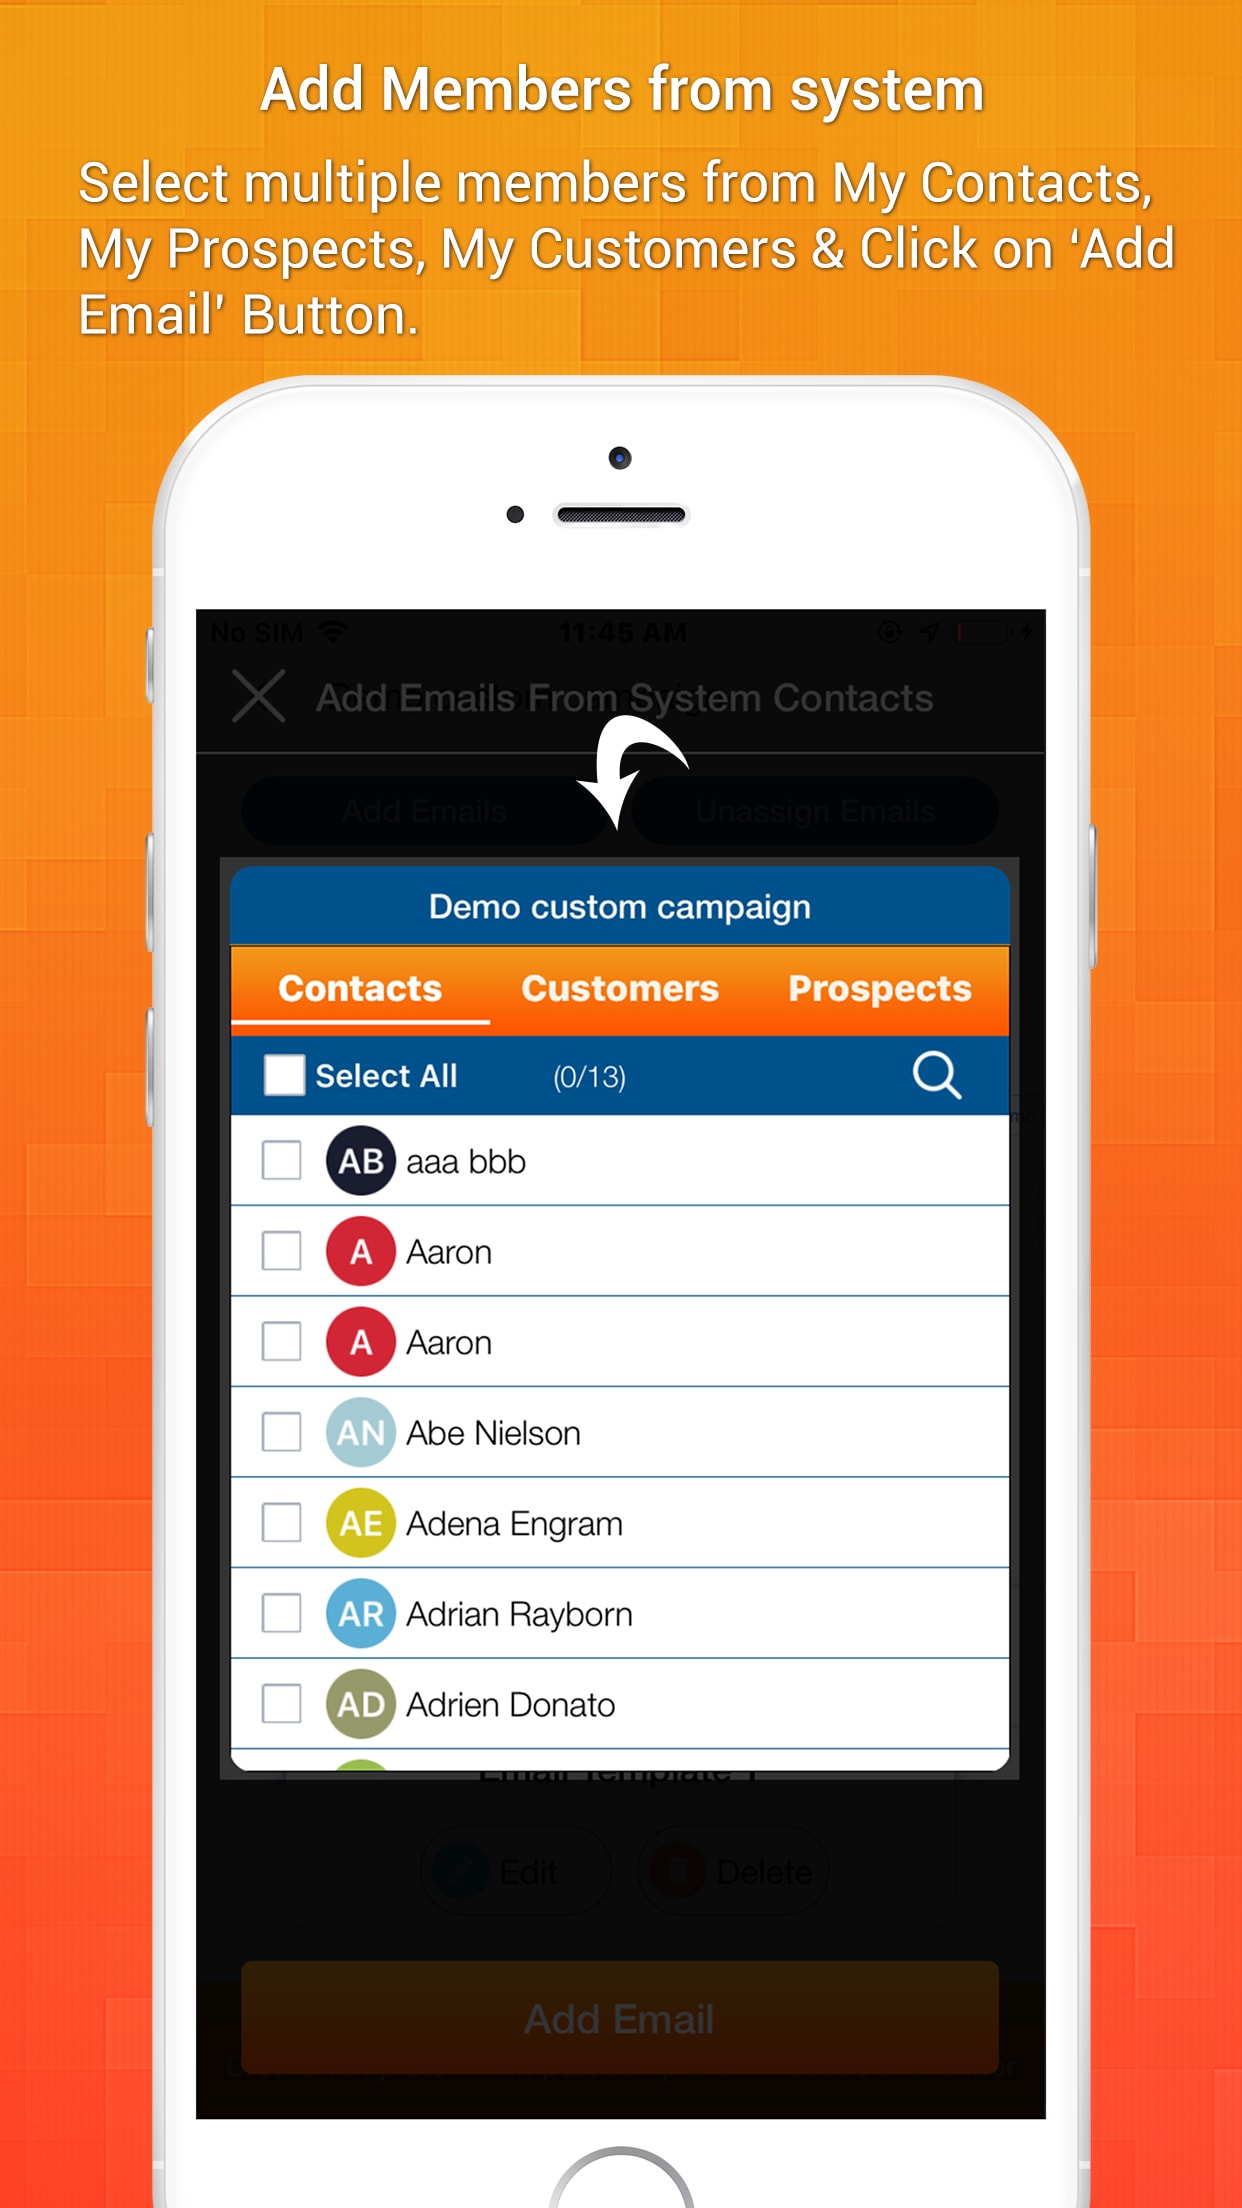 Add Members from system
Select multiple members from My Contacts,
My Prospects, My Customers & Click on ‘Add
Email’ Button.
No SIM 11:45 AM
Add Emails From System Contacts
Add Emails Unassign Emails
Demo custom campaign
Contacts Customers Prospects
Select All (0/13)
AB aaa bbb
A Aaron
A Aaron
AN Abe Nielson
AE Adena Engram
AR Adrian Rayborn
AD Adrien Donato
Email Template 1
Edit Delete
Add Email